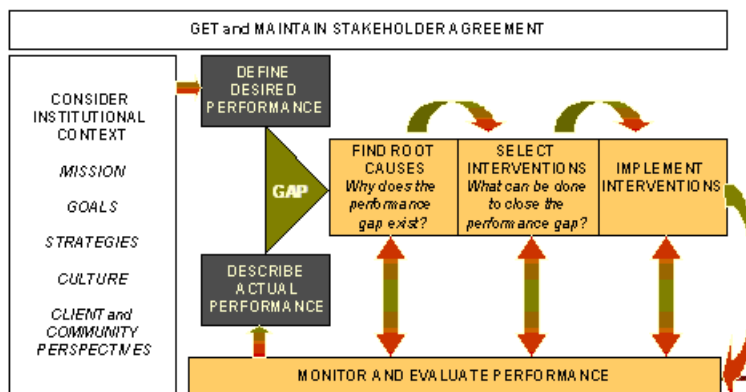 GET and MAINTAIN STAKEHOLDER AGREEMENT
CONSIDER
INSTITUTIONAL
CONTEXT
MISSION
GOALS
STRATEGIES
CULTURE
CLIENT and
COMMUNITY
PERSPECTIVES
DEFINE
DESIRED
PERFORMANCE
GAP
DESCRIBE
ACTUAL
PERFORMANCE
FIND ROOT
CAUSES
Why does the
performance
gap exist?
SELECT
INTERVENTIONS
What can be done
to close the
performance gap?
IMPLEMENT
INTERVENTIONS
MONITOR AND EVALUATE PERFORMANCE